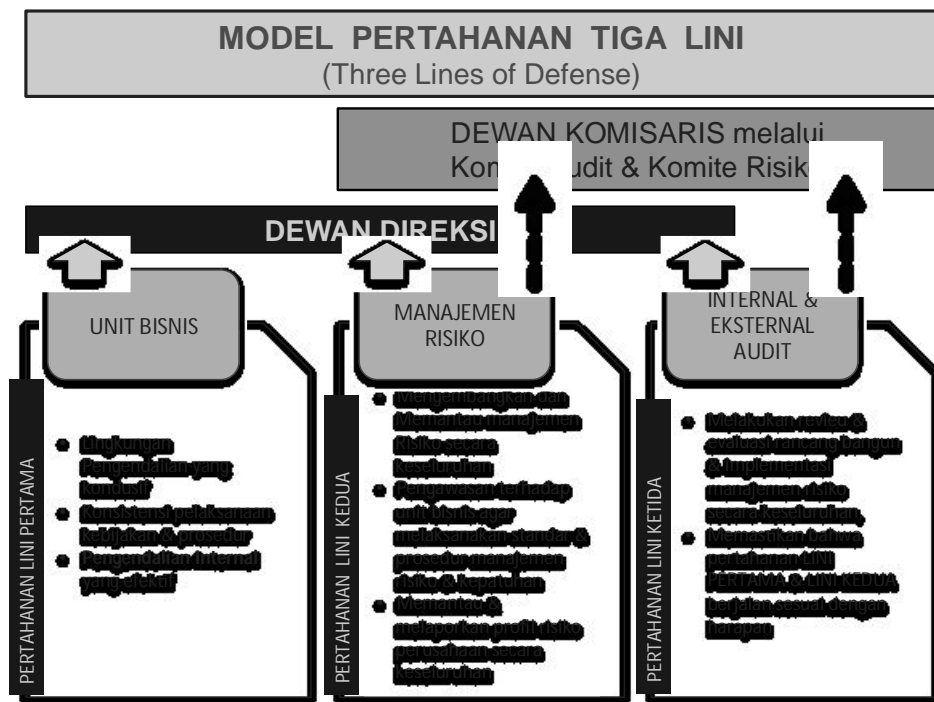 MODEL PERTAHANAN TIGA LINI
(Three Lines of Defense)
DEWAN KOMISARIS melalui
Audit & Komite
DEWAN DIREKSI
UNIT BISNIS
PERTAHANAN LINI PERTAMA
Lingkungan
Pengendalian yang
kondusif
Konsistensi pelaksanaan
kebijakan & prosedur
Pengendalian internal
yang efektif
MANAJEMEN
RISIKO
PERTAHANAN LINI KEDUA
Mengembangkan dan
Memantau manajemen
Risiko secara
keseluruhan
Pengawasan terhadap
melaksanakan standar &
prosedur manajemen
risiko & kepatuhan
Memantau &
melaporkan profil risiko
perusahaan secara
keseluruhan
INTERNAL &
EKSTERNAL
AUDIT
PERTAHANAN LINI KETIDA
Melakukan revieu &
evaluasi rancang bangun
& Implementasi
manajemen risiko
secara keseluruhan
Memastikan bahwa
pertahanan LINI
PERTAMA & LINI KEDUA
berjalan sesuai dengan
harapan